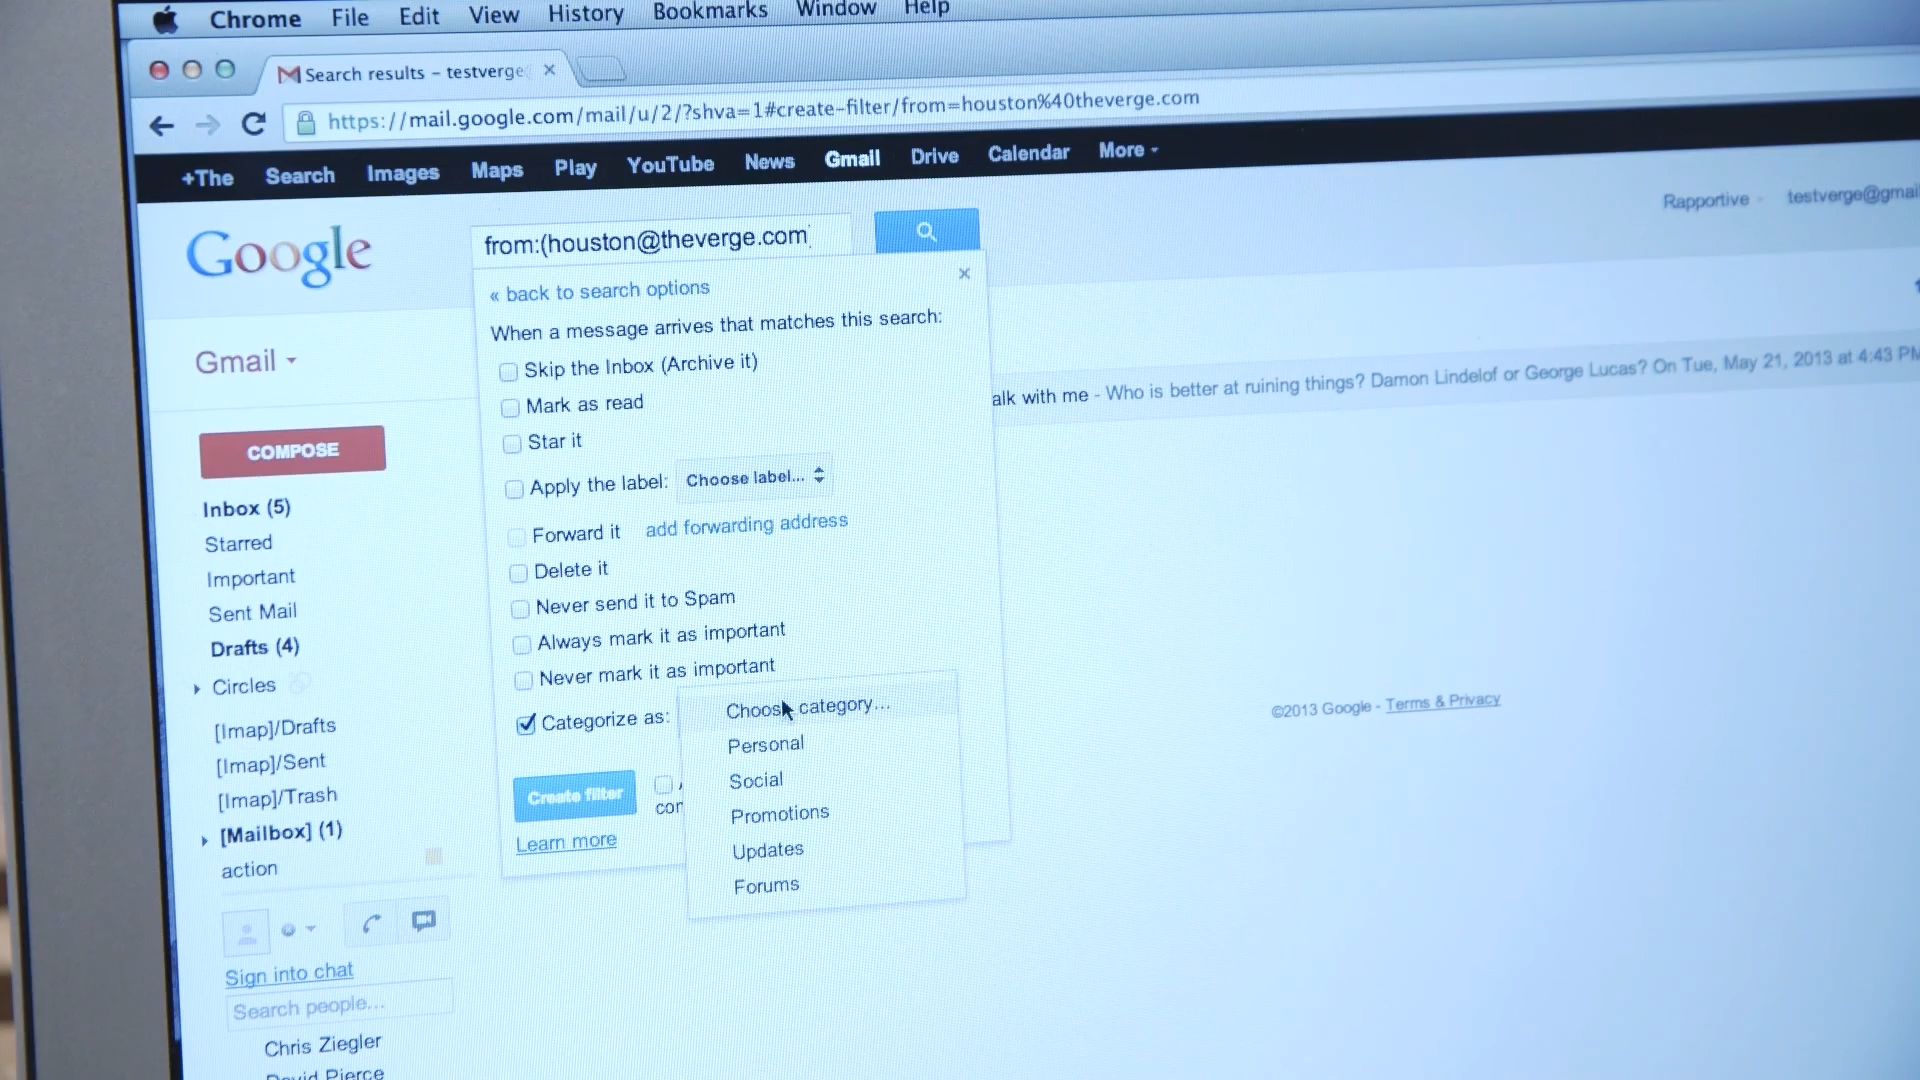 Chrome File Edit View History Bookmarks Window Help
Search results – testverge
https://mail.google.com/mail/u/2/?shva=1#create-filter/from=houston%40theverge.com
+The Search Images Maps Play YouTube News Gmail Drive Calendar More
Rapportive testverge@gmai
Google
from:(houston@theverge.com
« back to search options
When a message arrives that matches this search:
Gmail
Skip the Inbox (Archive it)
alk with me - Who is better at ruining things? Damon Lindelof or George Lucas? On Tue, May 21, 2013 at 4:43 PM
Mark as read
Star it
COMPOSE
Apply the label: Choose label...
Inbox (5)
Forward it add forwarding address
Starred
Delete it
Important
Never send it to Spam
Sent Mail
Always mark it as important
Drafts (4)
Never mark it as important
Circles
Categorize as: Choose category...
©2013 Google - Terms & Privacy
[Imap]/Drafts
Personal
[Imap]/Sent
Social
[Imap]/Trash
Create filter
con
Promotions
[Mailbox] (1)
Learn more
Updates
action
Forums
Sign into chat
Search people...
Chris Ziegler
David Pierce